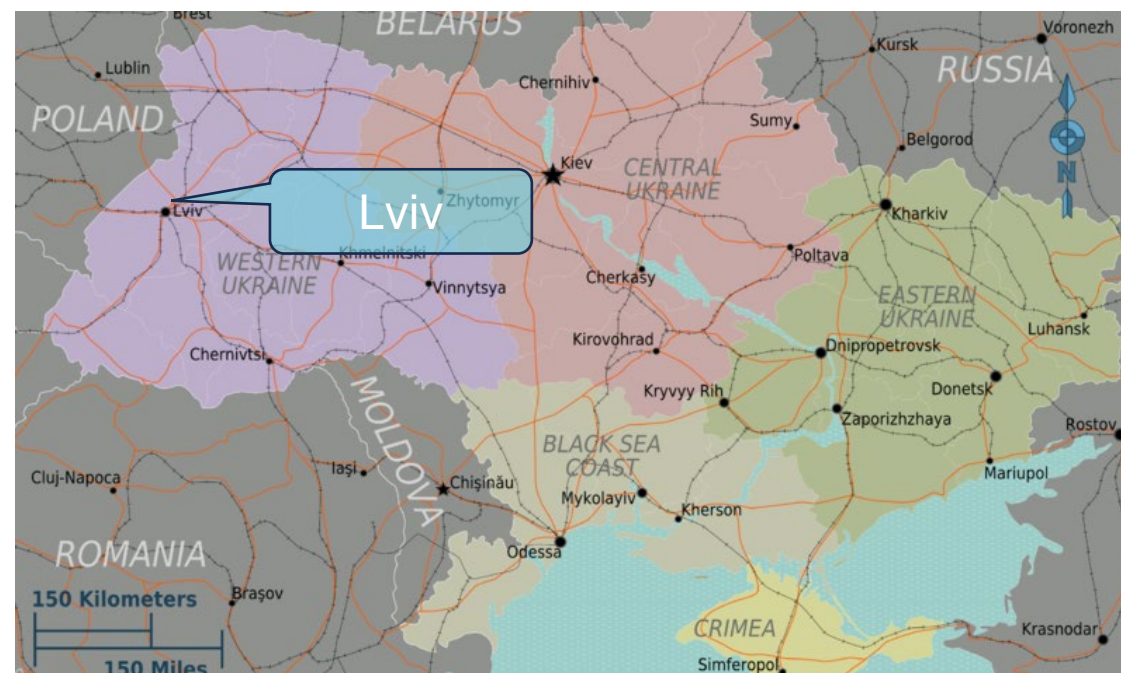 Brest
BELARUS
Voronezh
Kursk
Lublin
RUSSIA
Chernihiv
POLAND
Sumy
Belgorod
Kiev
CENTRAL
UKRAINE
N
Lviv
Zhytomyr
Lviv
Kharkiv
Khmelnitski
Poltava
WESTERN
UKRAINE
Cherkasy
Vinnytsya
EASTERN
UKRAINE
Luhansk
Kirovohrad
Dnipropetrovsk
Chernivtsi
Kryvyy Rih
Donetsk
MOLDOVA
Zaporizhzhaya
Rostov
BLACK SEA
COAST
Iași
Cluj-Napoca
Chișinău
Mariupol
Mykolayiv
Kherson
Odessa
ROMANIA
150 Kilometers
Brașov
CRIMEA
Krasnodar
150 Miles
Simferopol